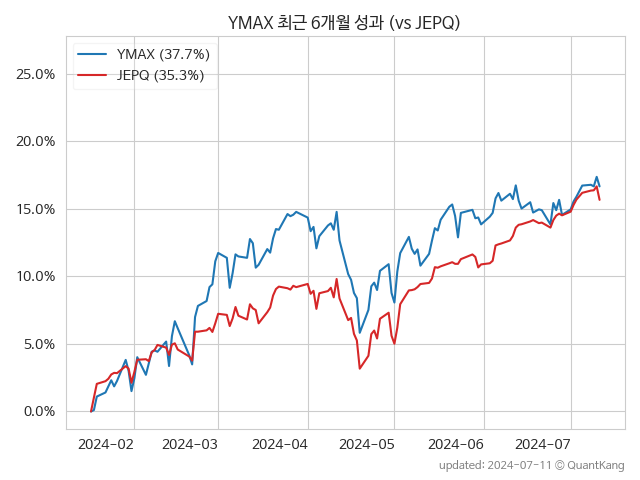 YMAX 최근 6개월 성과 (vs JEPQ)
YMAX (37.7%)
JEPQ (35.3%)
25.0%
20.0%
15.0%
10.0%
5.0%
0.0%
2024-02 2024-03 2024-04 2024-05 2024-06 2024-07
updated: 2024-07-11 © QuantKang